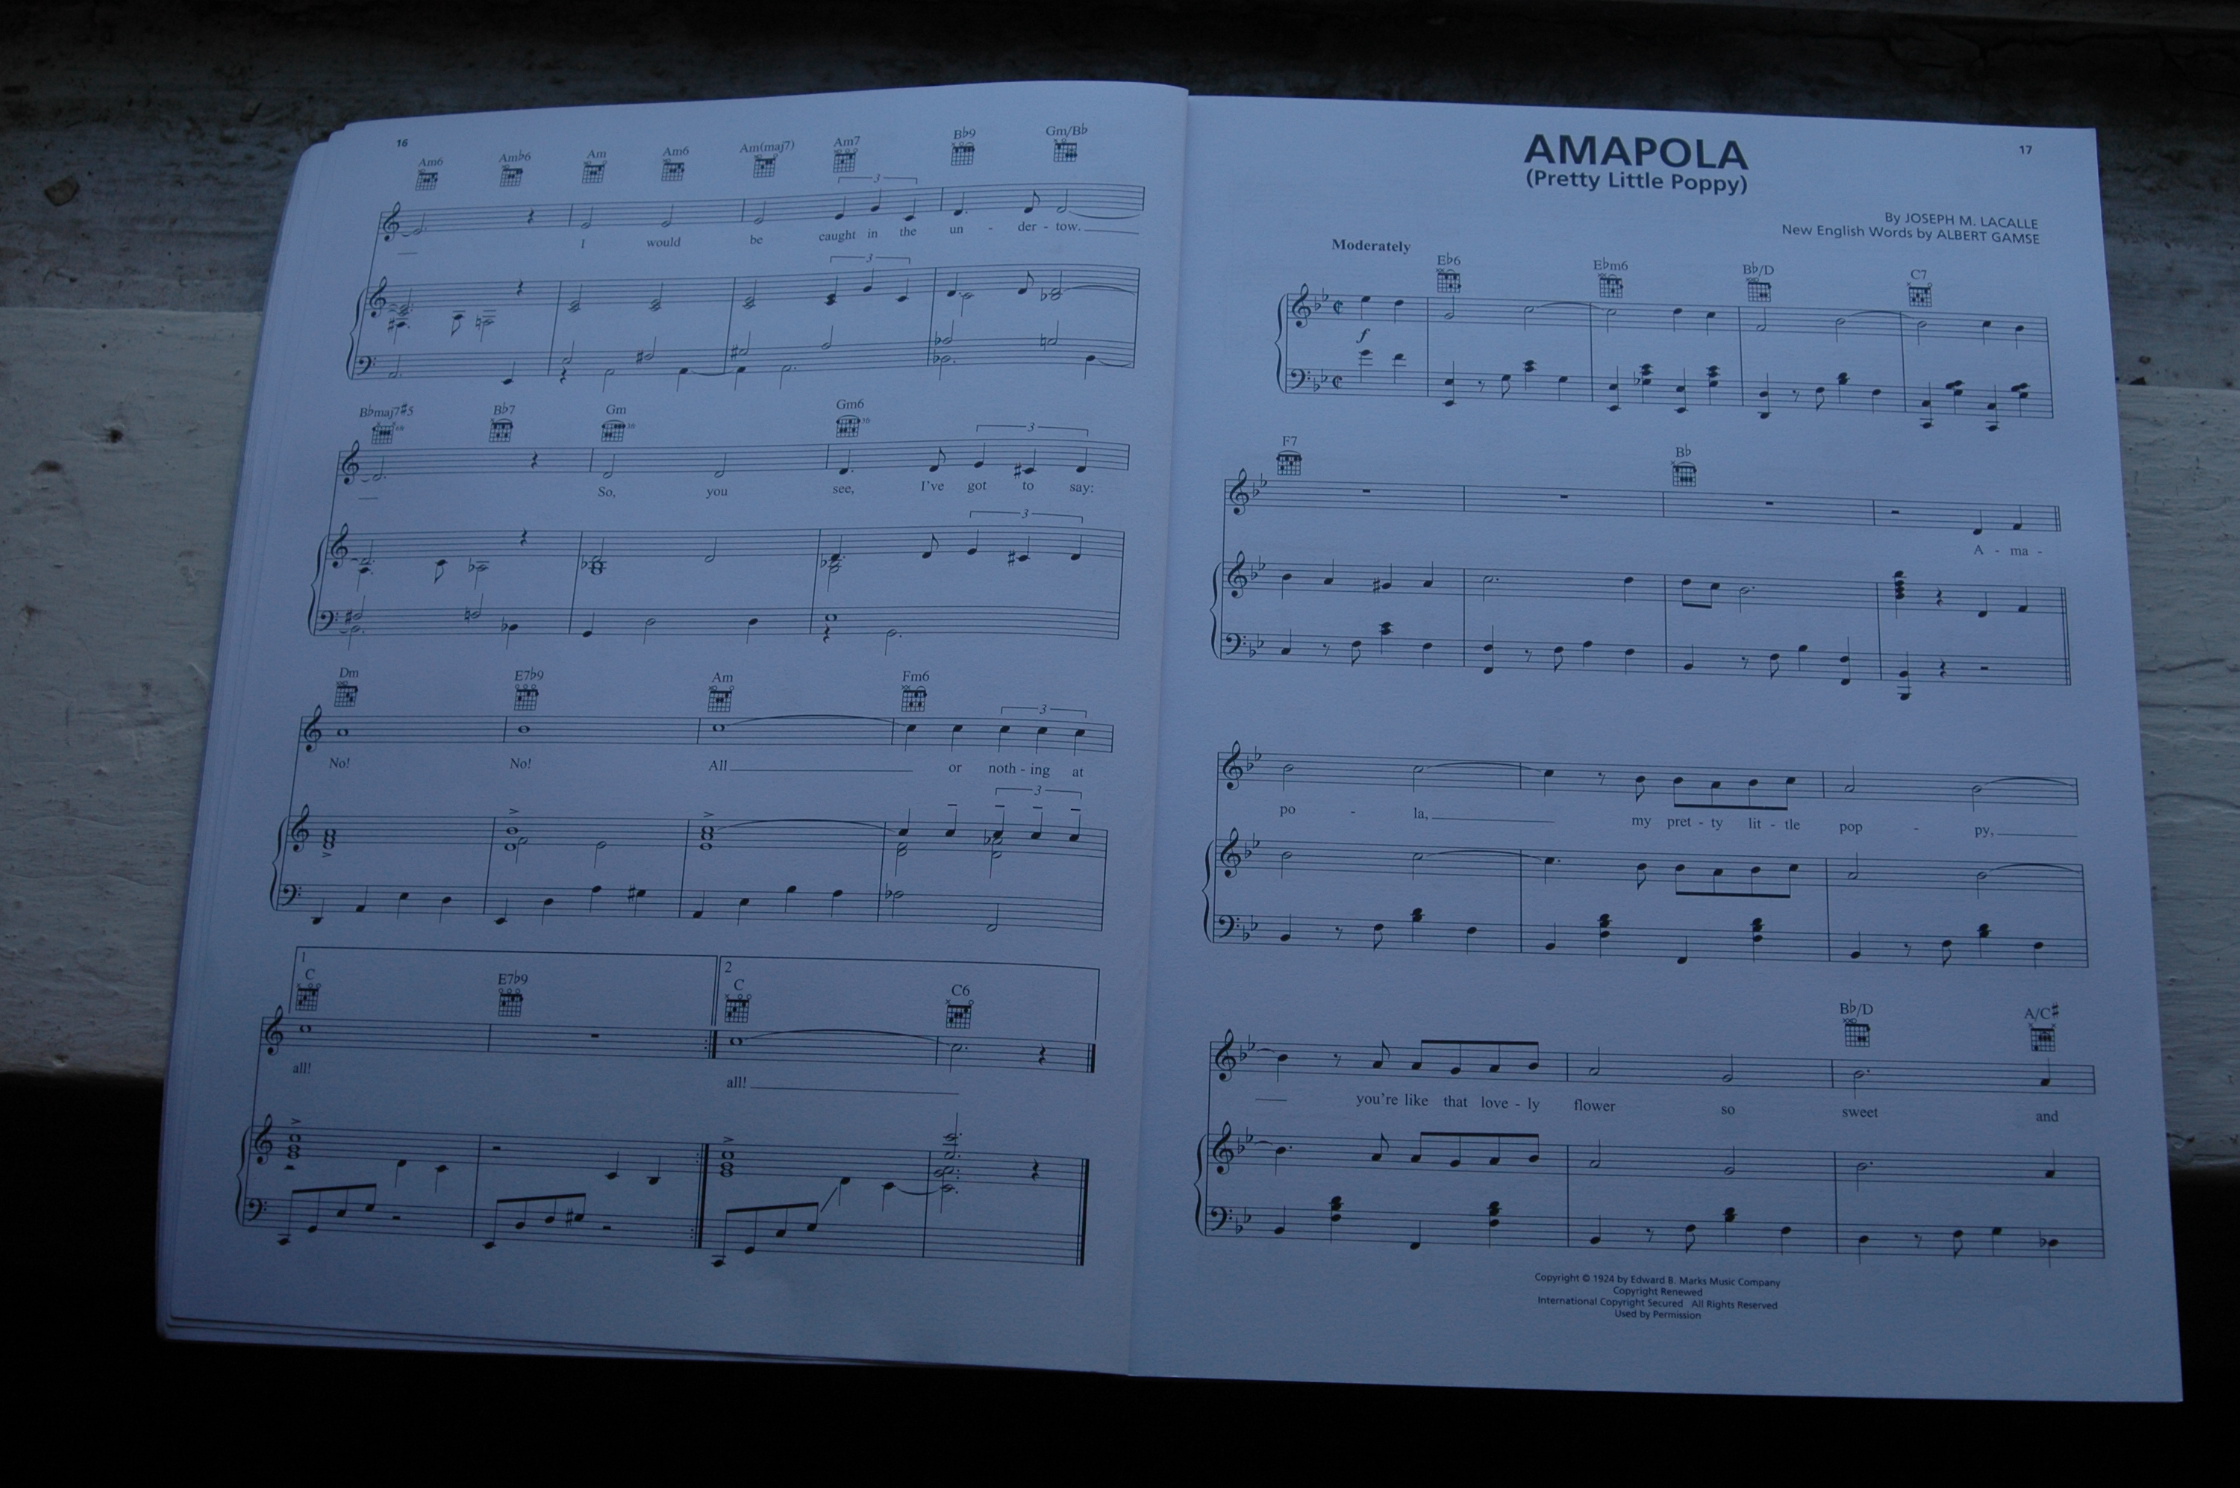 16
Am6 Am♭6 Am Am6 Am(maj7) Am7 B♭9 Gm/B♭
3
I would be caught in the un - der - tow.
3
B♭maj7♯5 B♭7 Gm Gm6
3
So, you see, I've got to say:
3
Dm E7♭9 Am Fm6
3
No! No! All or noth - ing at
3
1 2
C E7♭9 C C6
all! all!
17
AMAPOLA
(Pretty Little Poppy)
By JOSEPH M. LACALLE
New English Words by ALBERT GAMSE
Moderately
E♭6 E♭m6 B♭/D C7
f
F7 B♭
A - ma -
po - la, my pret - ty lit - tle pop - py,
B♭/D A/C♯
you're like that love - ly flower so sweet and
Copyright © 1924 by Edward B. Marks Music Company
Copyright Renewed
International Copyright Secured All Rights Reserved
Used by Permission